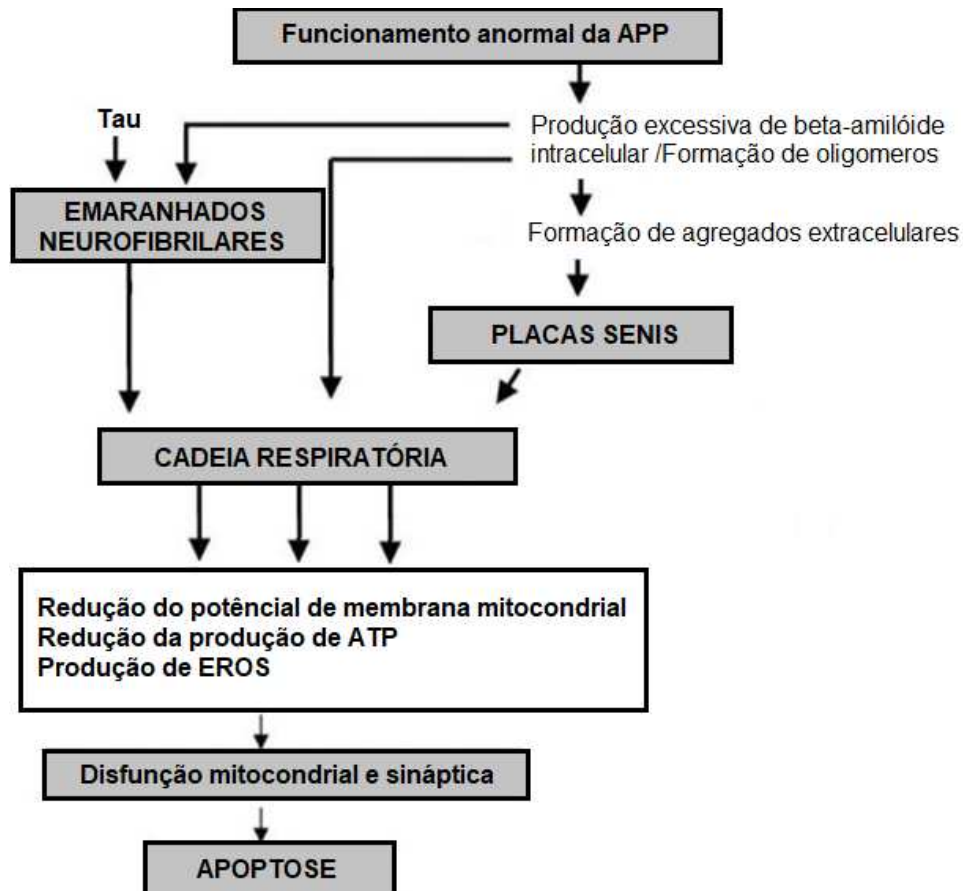 Funcionamento anormal da APP
Tau
Produção excessiva de beta-amilóide
intracelular /Formação de oligomeros
EMARANHADOS
NEUROFIBRILARES
Formação de agregados extracelulares
PLACAS SENIS
CADEIA RESPIRATÓRIA
Redução do potêncial de membrana mitocondrial
Redução da produção de ATP
Produção de EROS
Disfunção mitocondrial e sináptica
APOPTOSE